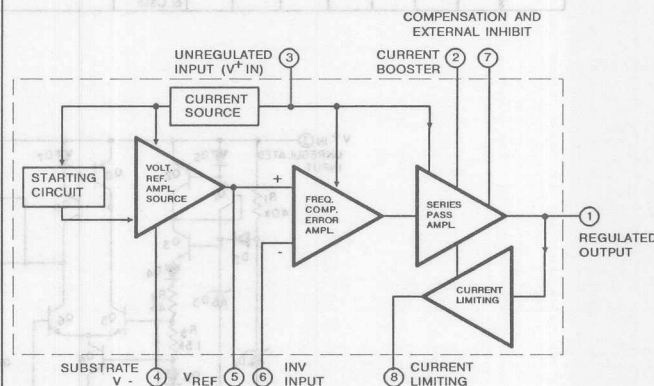 COMPENSATION AND
EXTERNAL INHIBIT
UNREGULATED
INPUT (V+ IN)
3
CURRENT
BOOSTER
2
7
CURRENT
SOURCE
STARTING
CIRCUIT
VOLT.
REF.
AMPL.
SOURCE
+
-
FREQ.
COMP.
ERROR
AMPL.
SERIES
PASS
AMPL.
1
REGULATED
OUTPUT
CURRENT
LIMITING
SUBSTRATE
V -
4
VREF
5
6
INV
INPUT
8
CURRENT
LIMITING